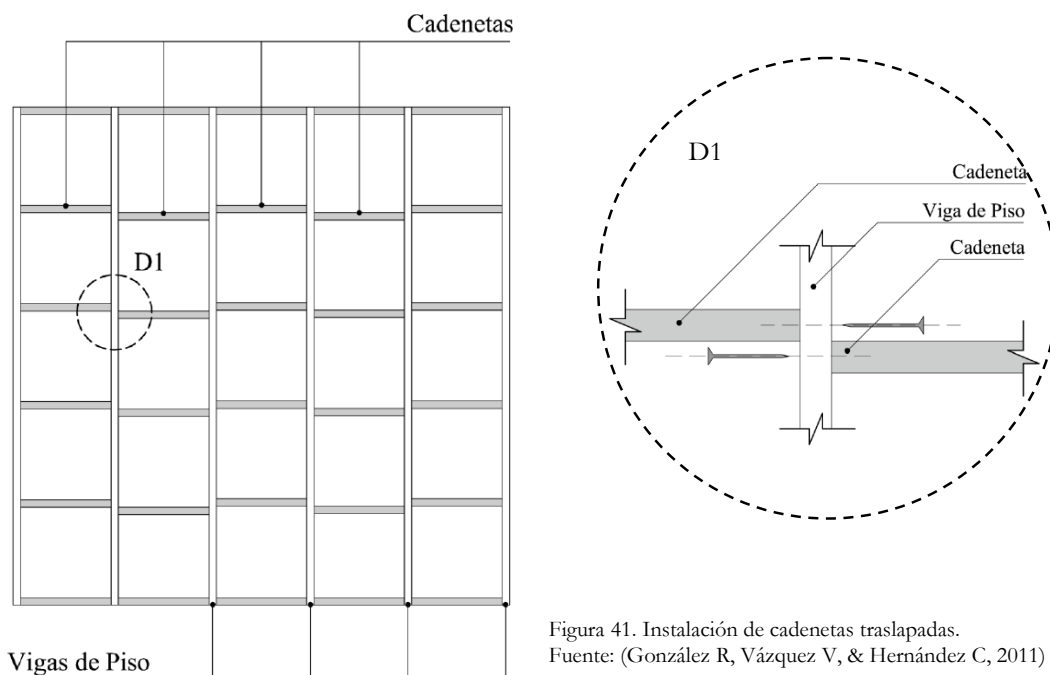 Cadenetas
D1
Vigas de Piso
D1
Cadeneta
Viga de Piso
Cadeneta
Figura 41. Instalación de cadenetas traslapadas.
Fuente: (González R, Vázquez V, & Hernández C, 2011)